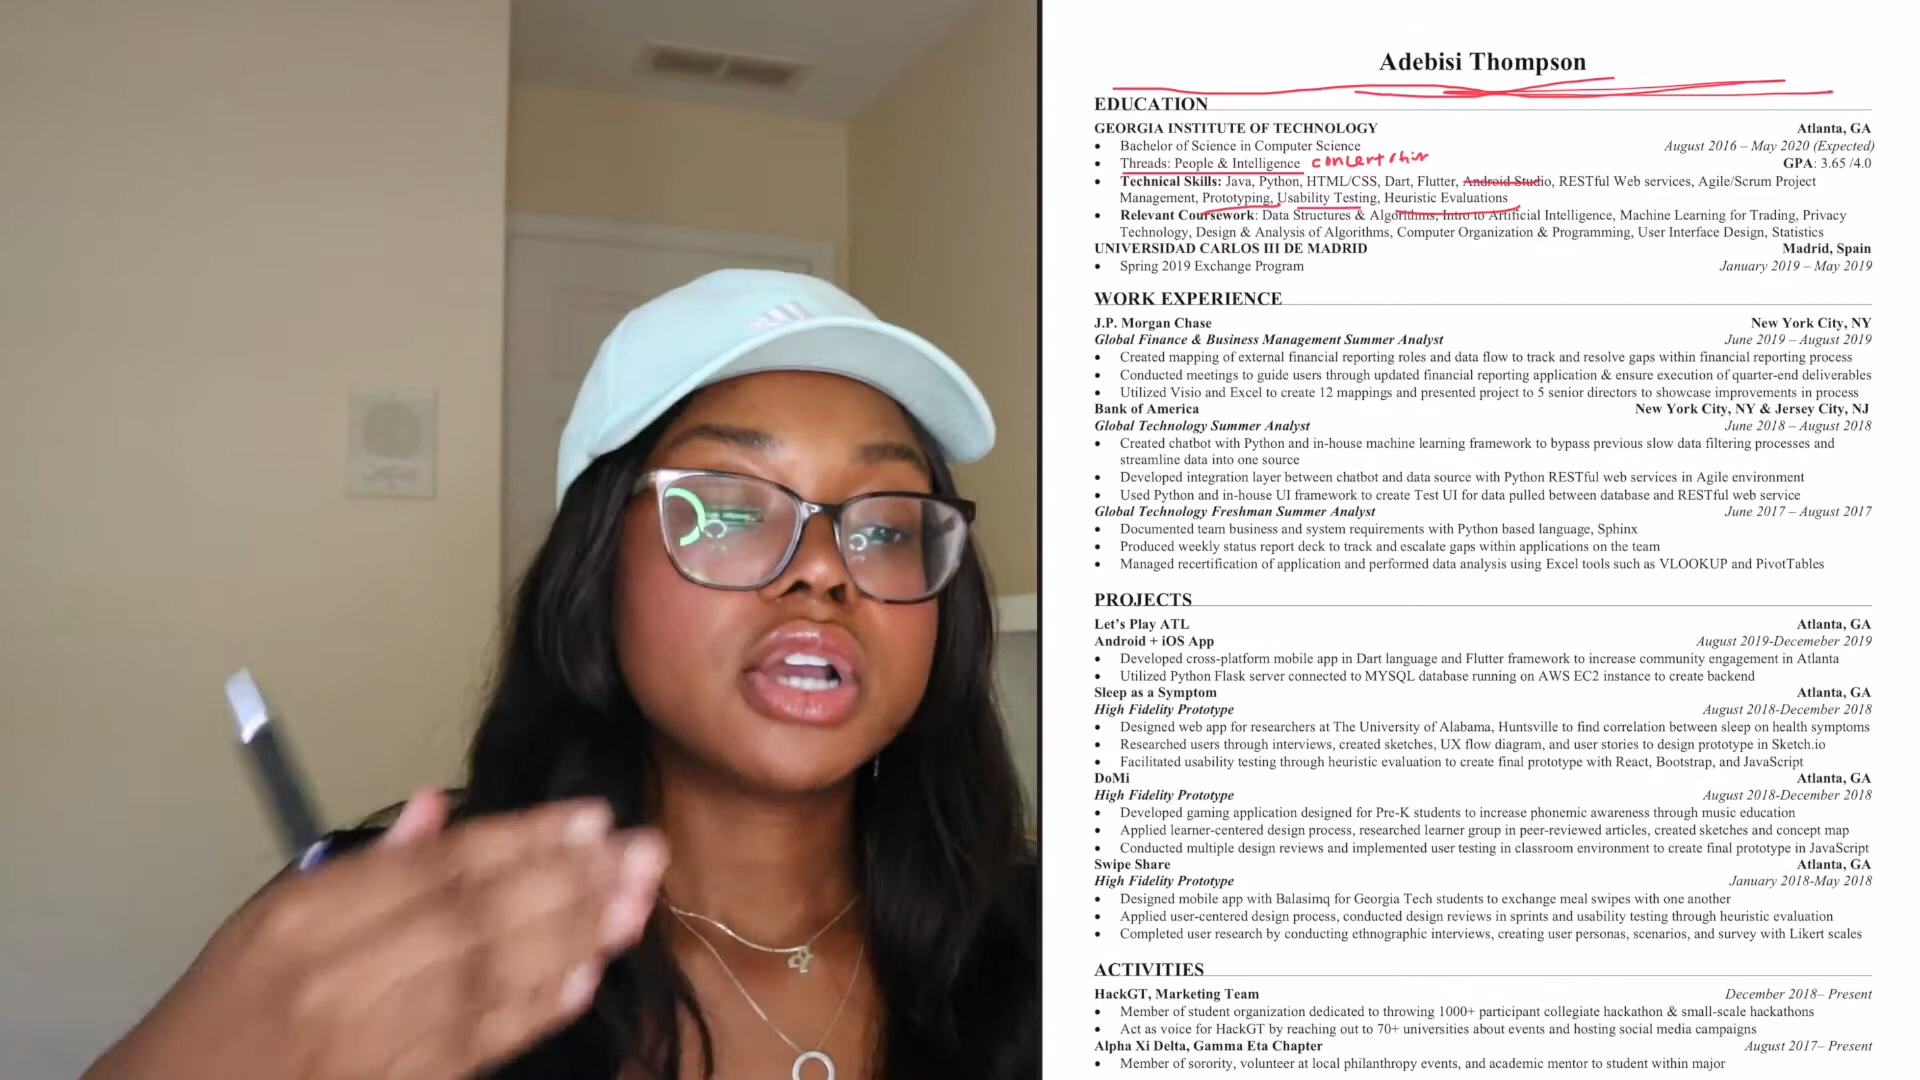 Adebisi Thompson
EDUCATION
GEORGIA INSTITUTE OF TECHNOLOGY Atlanta, GA
• Bachelor of Science in Computer Science August 2016 – May 2020 (Expected)
• Threads: People & Intelligence GPA: 3.65 /4.0
• Technical Skills: Java, Python, HTML/CSS, Dart, Flutter, Android Studio, RESTful Web services, Agile/Scrum Project
Management, Prototyping, Usability Testing, Heuristic Evaluations
• Relevant Coursework: Data Structures & Algorithms, Intro to Artificial Intelligence, Machine Learning for Trading, Privacy
Technology, Design & Analysis of Algorithms, Computer Organization & Programming, User Interface Design, Statistics
UNIVERSIDAD CARLOS III DE MADRID Madrid, Spain
• Spring 2019 Exchange Program January 2019 – May 2019
WORK EXPERIENCE
J.P. Morgan Chase New York City, NY
Global Finance & Business Management Summer Analyst June 2019 – August 2019
• Created mapping of external financial reporting roles and data flow to track and resolve gaps within financial reporting process
• Conducted meetings to guide users through updated financial reporting application & ensure execution of quarter-end deliverables
• Utilized Visio and Excel to create 12 mappings and presented project to 5 senior directors to showcase improvements in process
Bank of America New York City, NY & Jersey City, NJ
Global Technology Summer Analyst June 2018 – August 2018
• Created chatbot with Python and in-house machine learning framework to bypass previous slow data filtering processes and
streamline data into one source
• Developed integration layer between chatbot and data source with Python RESTful web services in Agile environment
• Used Python and in-house UI framework to create Test UI for data pulled between database and RESTful web service
Global Technology Freshman Summer Analyst June 2017 – August 2017
• Documented team business and system requirements with Python based language, Sphinx
• Produced weekly status report deck to track and escalate gaps within applications on the team
• Managed recertification of application and performed data analysis using Excel tools such as VLOOKUP and PivotTables
PROJECTS
Let's Play ATL Atlanta, GA
Android + iOS App August 2019-Decemeber 2019
• Developed cross-platform mobile app in Dart language and Flutter framework to increase community engagement in Atlanta
• Utilized Python Flask server connected to MYSQL database running on AWS EC2 instance to create backend
Sleep as a Symptom Atlanta, GA
High Fidelity Prototype August 2018-December 2018
• Designed web app for researchers at The University of Alabama, Huntsville to find correlation between sleep on health symptoms
• Researched users through interviews, created sketches, UX flow diagram, and user stories to design prototype in Sketch.io
• Facilitated usability testing through heuristic evaluation to create final prototype with React, Bootstrap, and JavaScript
DoMi Atlanta, GA
High Fidelity Prototype August 2018-December 2018
• Developed gaming application designed for Pre-K students to increase phonemic awareness through music education
• Applied learner-centered design process, researched learner group in peer-reviewed articles, created sketches and concept map
• Conducted multiple design reviews and implemented user testing in classroom environment to create final prototype in JavaScript
Swipe Share Atlanta, GA
High Fidelity Prototype January 2018-May 2018
• Designed mobile app with Balasimq for Georgia Tech students to exchange meal swipes with one another
• Applied user-centered design process, conducted design reviews in sprints and usability testing through heuristic evaluation
• Completed user research by conducting ethnographic interviews, creating user personas, scenarios, and survey with Likert scales
ACTIVITIES
HackGT, Marketing Team December 2018– Present
• Member of student organization dedicated to throwing 1000+ participant collegiate hackathon & small-scale hackathons
• Act as voice for HackGT by reaching out to 70+ universities about events and hosting social media campaigns
Alpha Xi Delta, Gamma Eta Chapter August 2017– Present
• Member of sorority, volunteer at local philanthropy events, and academic mentor to student within major